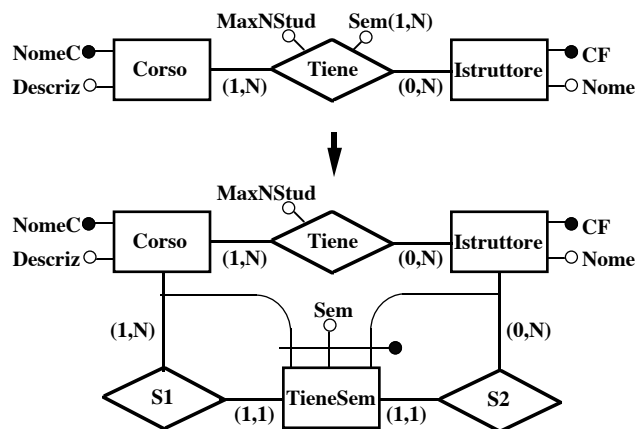 MaxNStud Sem(1,N)
NomeC CF
Corso Tiene Istruttore
Descriz (1,N) (0,N) Nome
MaxNStud
NomeC CF
Corso Tiene Istruttore
Descriz (1,N) (0,N) Nome
Sem
(1,N) (0,N)
S1 TieneSem S2
(1,1) (1,1)